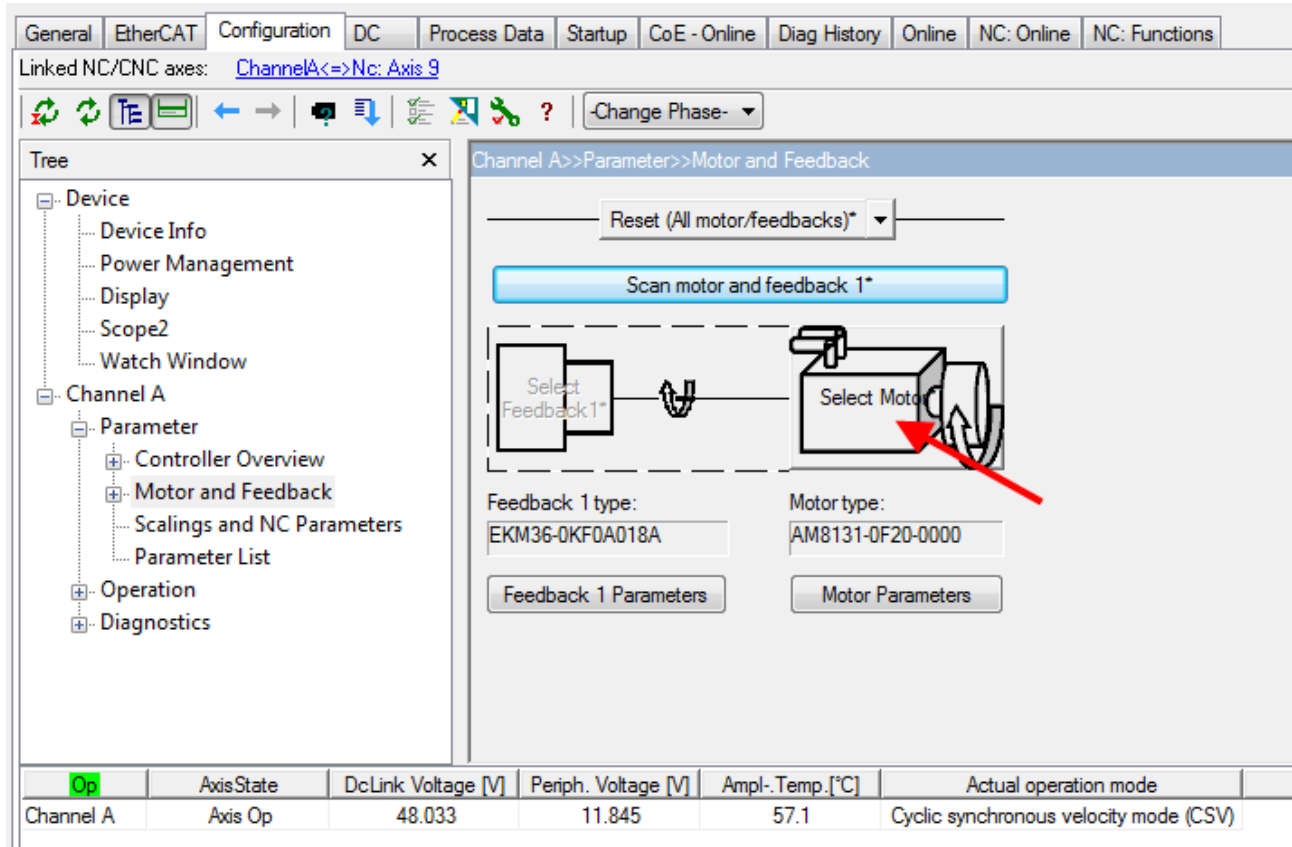 General EtherCAT Configuration DC Process Data Startup CoE - Online Diag History Online NC: Online NC: Functions
Linked NC/CNC axes: ChannelA<=>Nc: Axis 9
TE ? -Change Phase-
Tree
Channel A>>Parameter>>Motor and Feedback
Device
Device Info
Power Management
Display
Scope2
Watch Window
Channel A
Parameter
Controller Overview
Motor and Feedback
Scalings and NC Parameters
Parameter List
Operation
Diagnostics
Reset (All motor/feedbacks)*
Scan motor and feedback 1*
Select
Feedback 1*
Select Motor
Feedback 1 type: Motor type:
EKM36-0KF0A018A AM8131-0F20-0000
Feedback 1 Parameters Motor Parameters
Op AxisState DcLink Voltage [V] Periph. Voltage [V] Ampl-.Temp.[°C] Actual operation mode
Channel A Axis Op 48.033 11.845 57.1 Cyclic synchronous velocity mode (CSV)